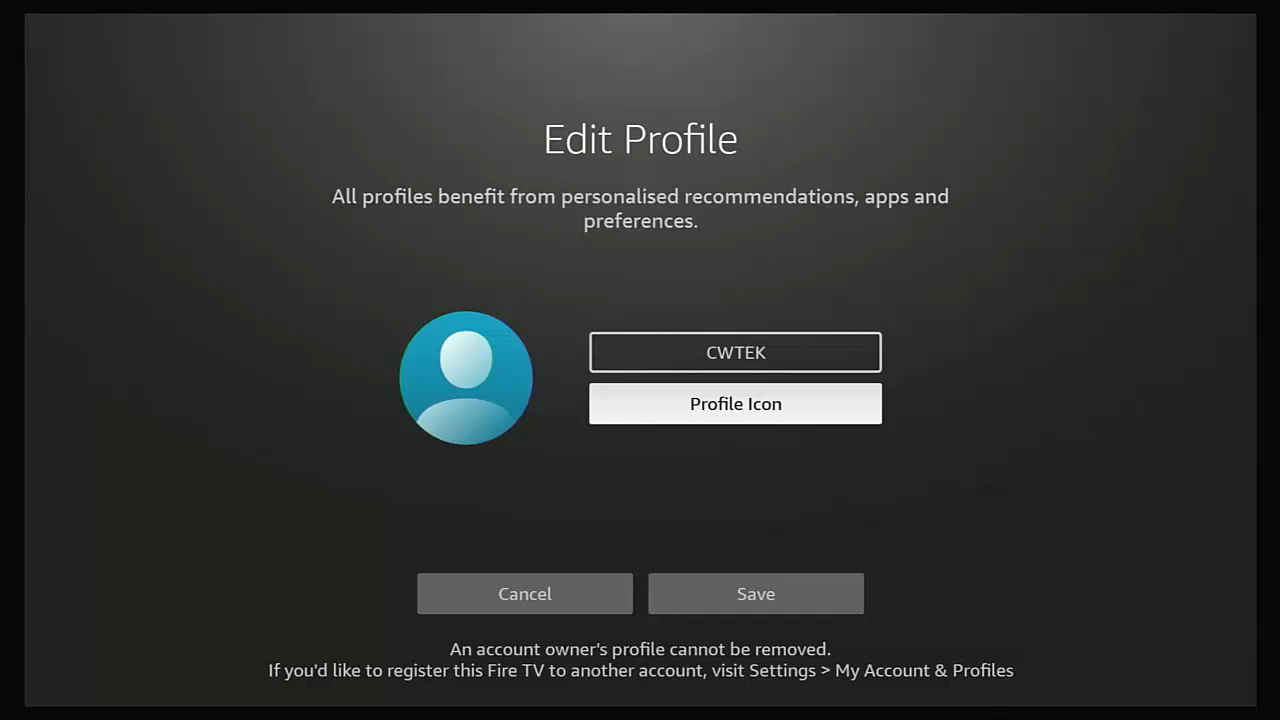 Edit Profile
All profiles benefit from personalised recommendations, apps and
preferences.
CWTEK
Profile Icon
Cancel
Save
An account owner's profile cannot be removed.
If you'd like to register this Fire TV to another account, visit Settings > My Account & Profiles